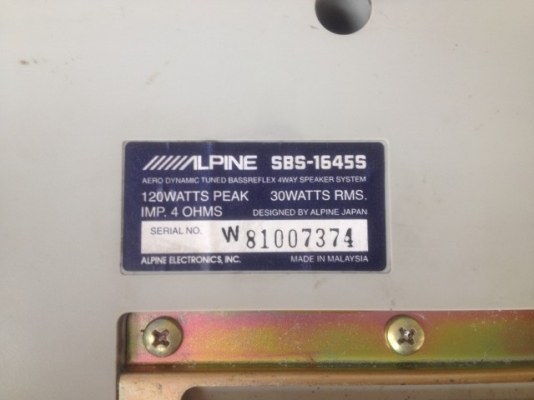 ALPINE SBS-1645S
AERO DYNAMIC TUNED BASSREFLEX 4WAY SPEAKER SYSTEM
120WATTS PEAK 30WATTS RMS.
IMP. 4 OHMS DESIGNED BY ALPINE JAPAN
SERIAL NO. W 81007374
ALPINE ELECTRONICS, INC. MADE IN MALAYSIA